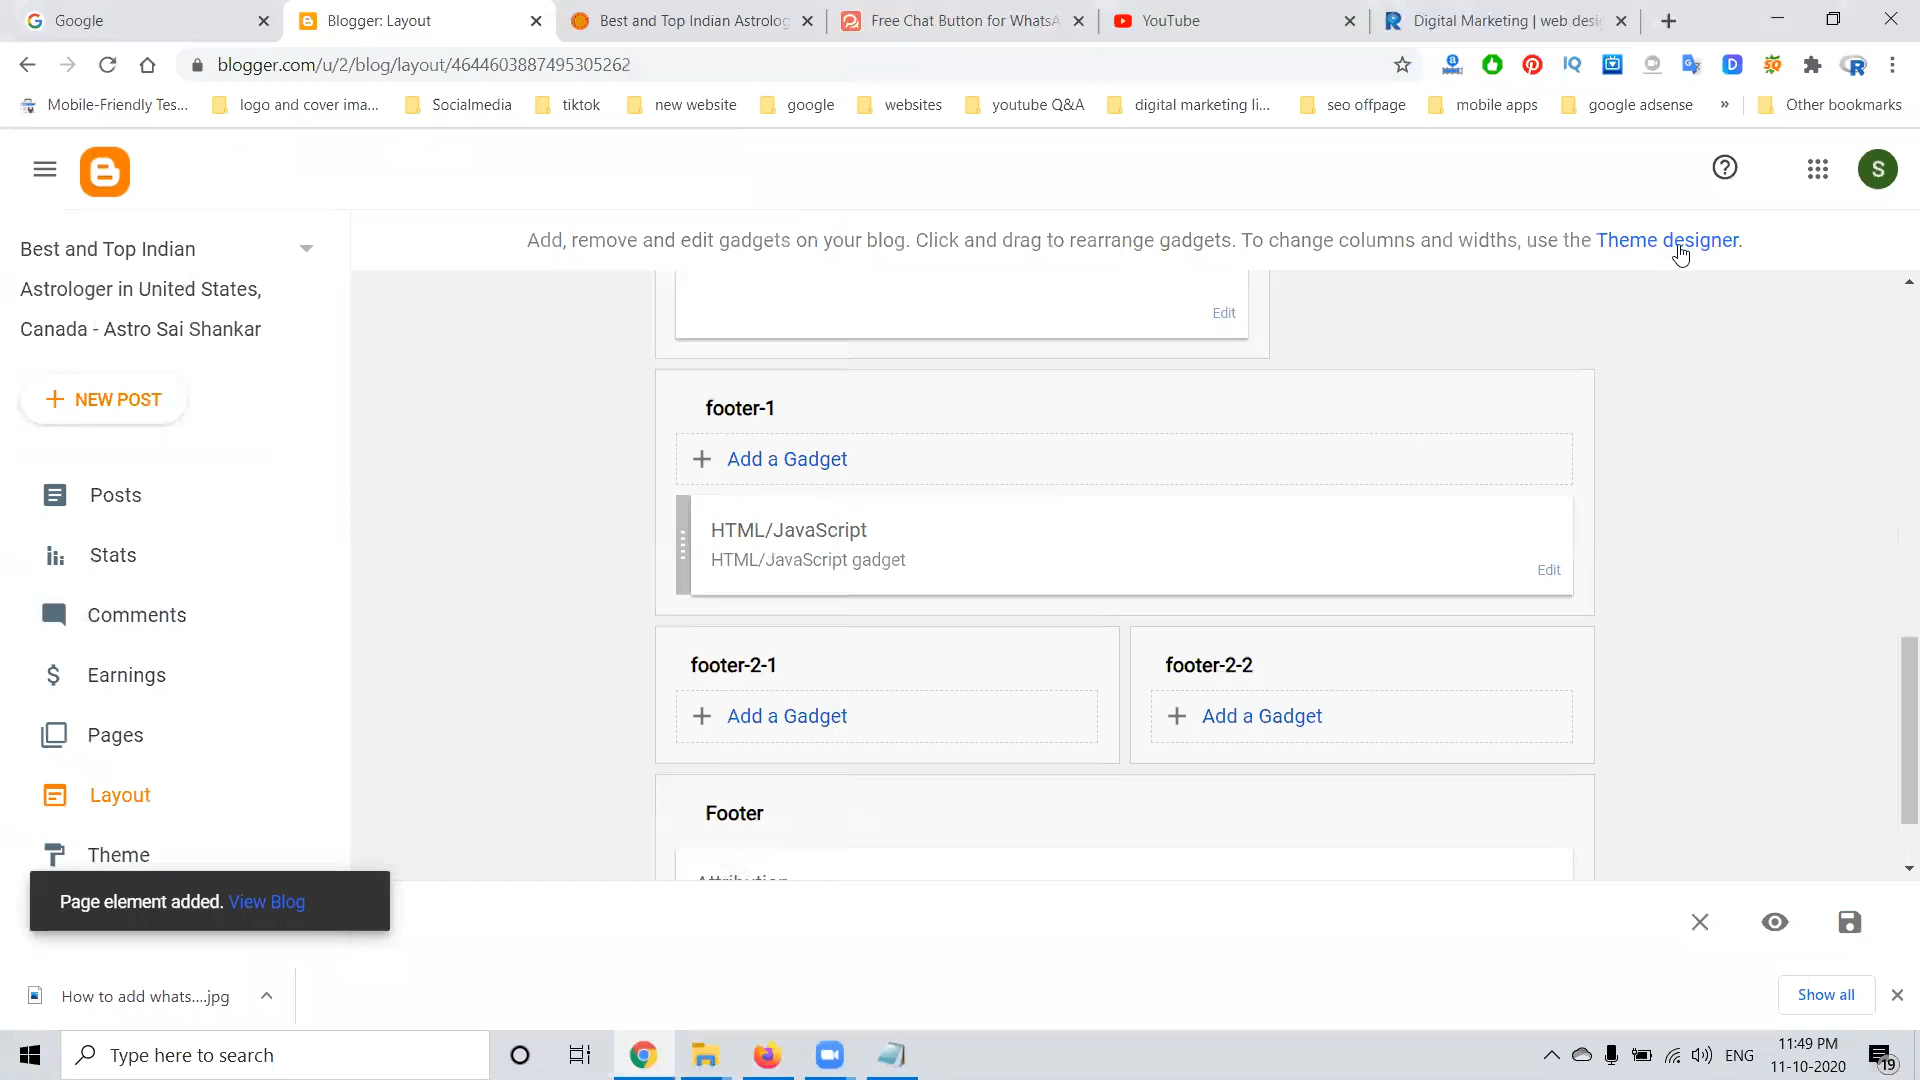 Google
Blogger: Layout
Best and Top Indian Astrolog
Free Chat Button for WhatsA
YouTube
Digital Marketing | web desi
blogger.com/u/2/blog/layout/4644603887495305262
Mobile-Friendly Tes...
logo and cover ima...
Socialmedia
tiktok
new website
google
websites
youtube Q&A
digital marketing li...
seo offpage
mobile apps
google adsense
»
Other bookmarks
S
Add, remove and edit gadgets on your blog. Click and drag to rearrange gadgets. To change columns and widths, use the Theme designer.
Best and Top Indian
Astrologer in United States,
Canada - Astro Sai Shankar
NEW POST
Posts
Stats
Comments
Earnings
Pages
Layout
Theme
Edit
footer-1
Add a Gadget
HTML/JavaScript
HTML/JavaScript gadget
Edit
footer-2-1
Add a Gadget
footer-2-2
Add a Gadget
Footer
Attribution
Page element added. View Blog
How to add whats....jpg
Show all
Type here to search
ENG
11:49 PM
11-10-2020
19